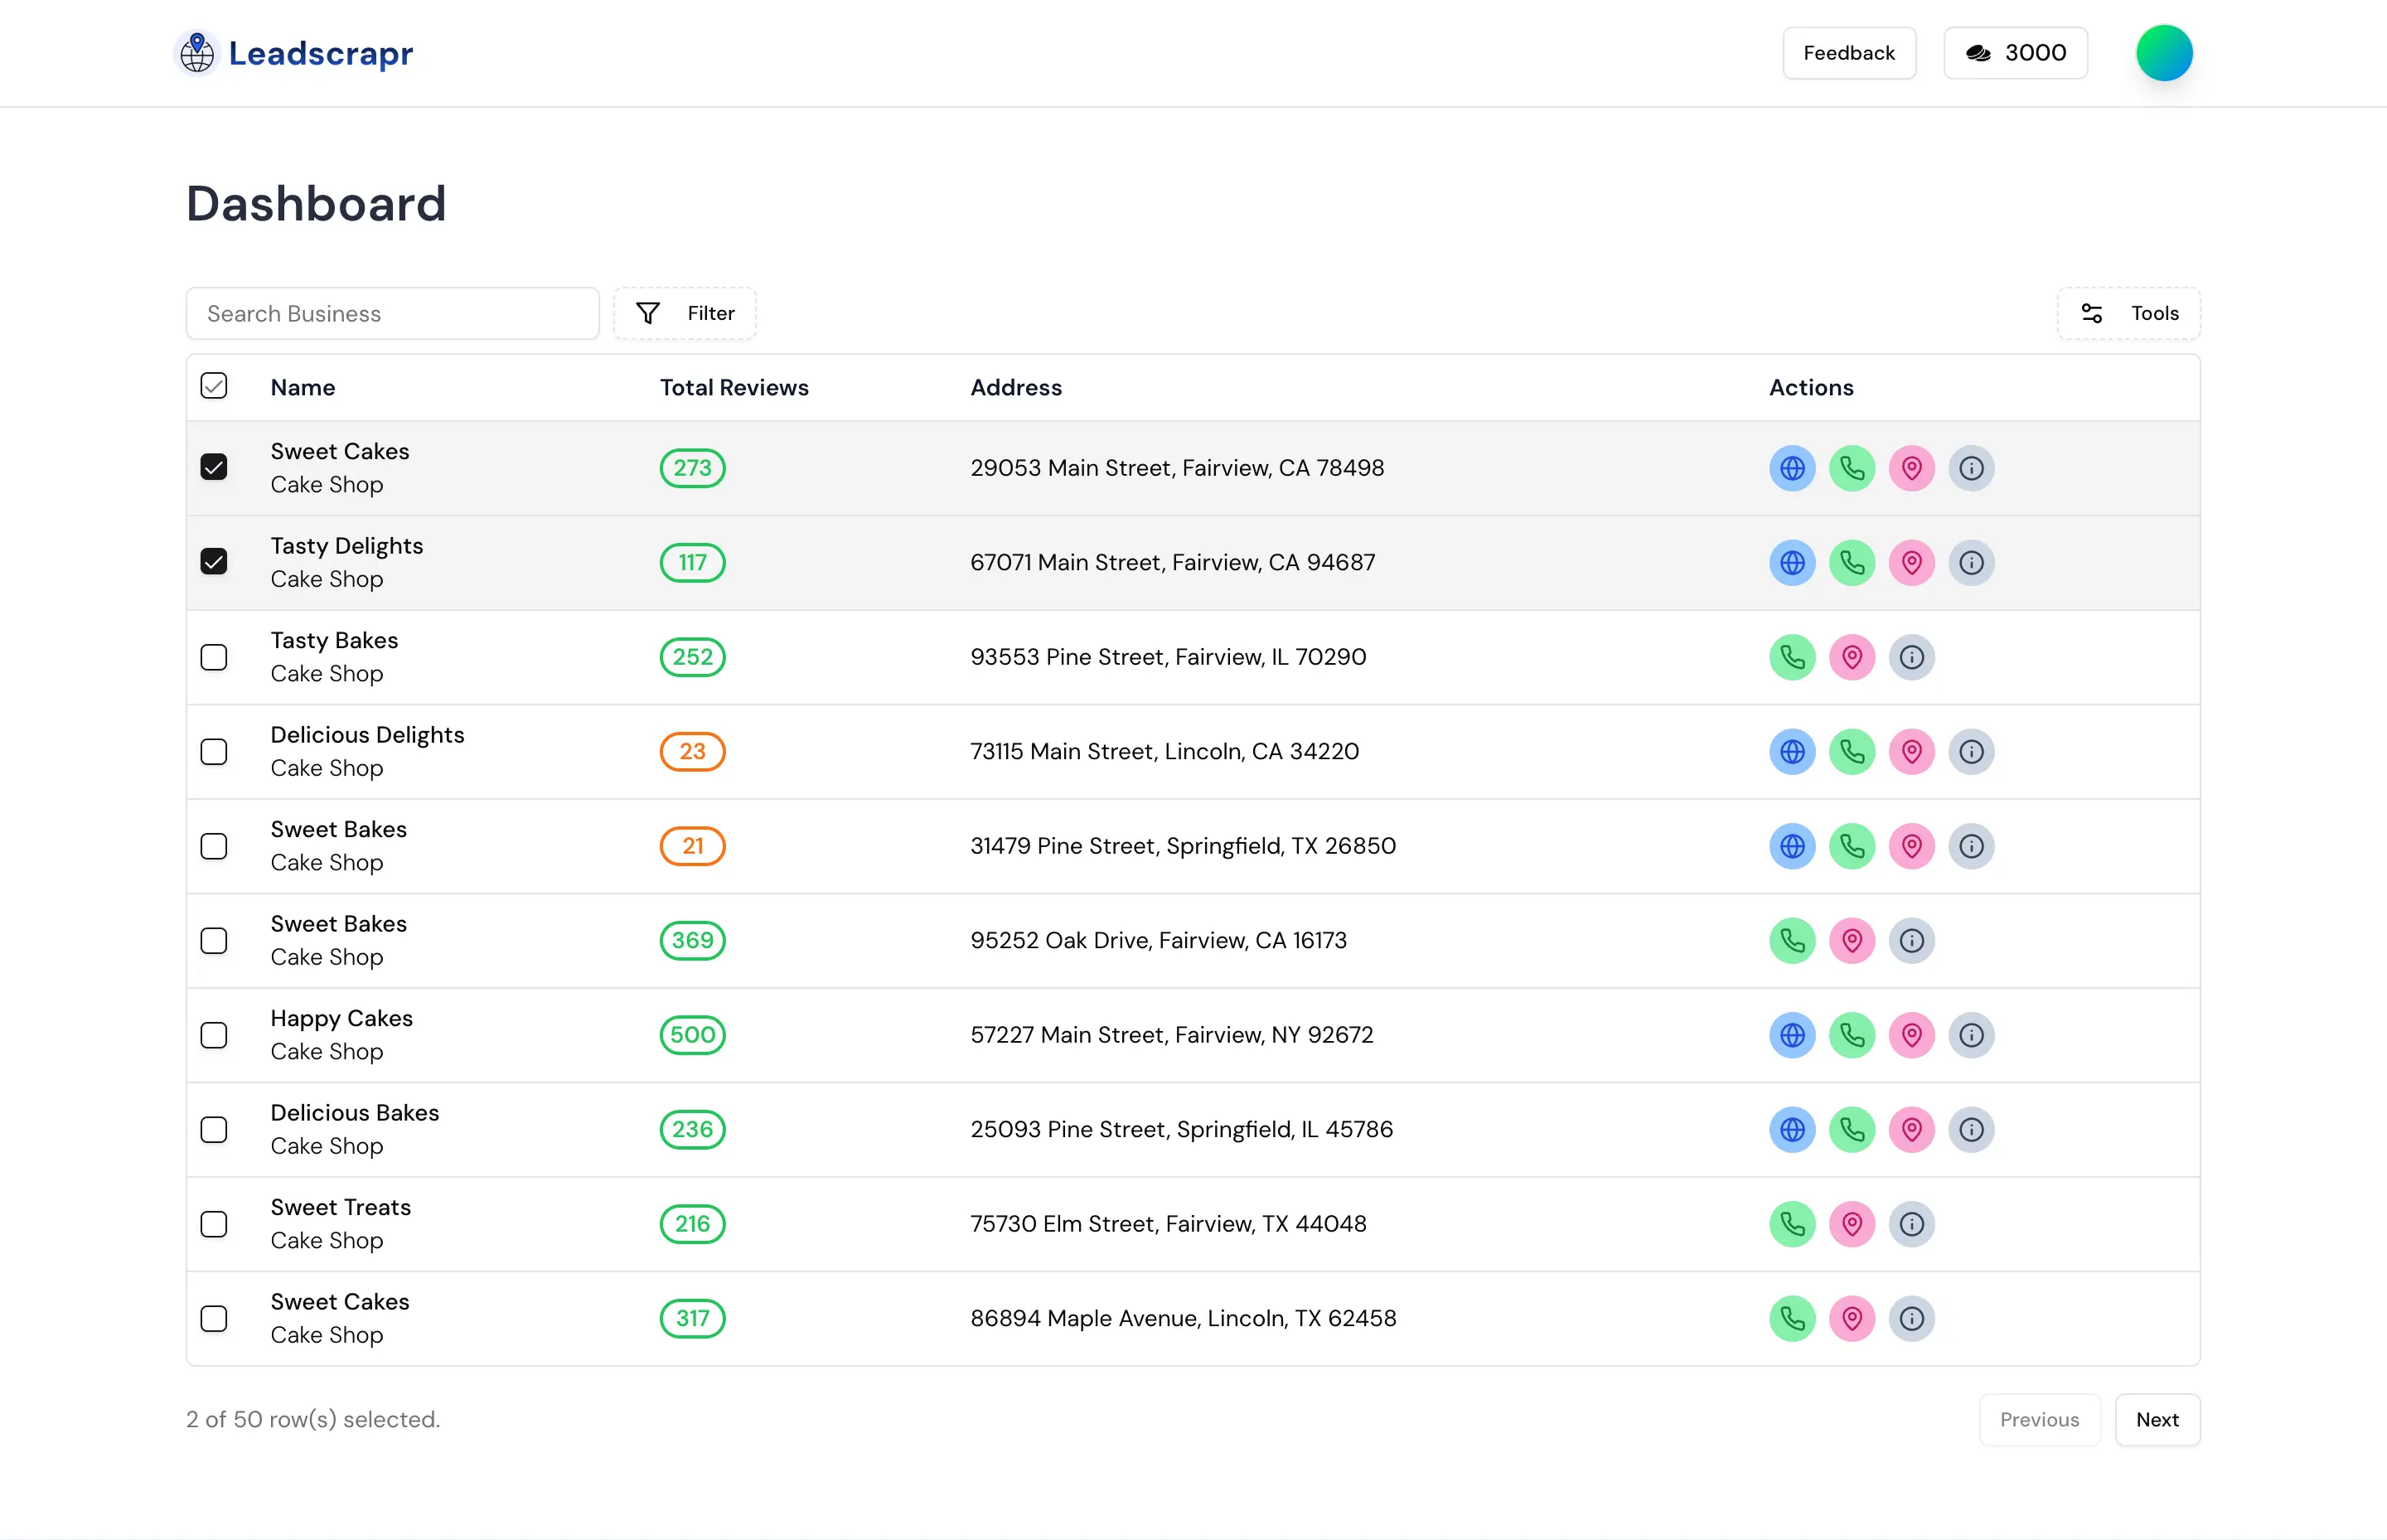 Leadscrapr
Feedback
3000
Dashboard
Search Business
Filter
Tools
Name Total Reviews Address Actions
Sweet Cakes
Cake Shop
273
29053 Main Street, Fairview, CA 78498
Tasty Delights
Cake Shop
117
67071 Main Street, Fairview, CA 94687
Tasty Bakes
Cake Shop
252
93553 Pine Street, Fairview, IL 70290
Delicious Delights
Cake Shop
23
73115 Main Street, Lincoln, CA 34220
Sweet Bakes
Cake Shop
21
31479 Pine Street, Springfield, TX 26850
Sweet Bakes
Cake Shop
369
95252 Oak Drive, Fairview, CA 16173
Happy Cakes
Cake Shop
500
57227 Main Street, Fairview, NY 92672
Delicious Bakes
Cake Shop
236
25093 Pine Street, Springfield, IL 45786
Sweet Treats
Cake Shop
216
75730 Elm Street, Fairview, TX 44048
Sweet Cakes
Cake Shop
317
86894 Maple Avenue, Lincoln, TX 62458
2 of 50 row(s) selected.
Previous
Next